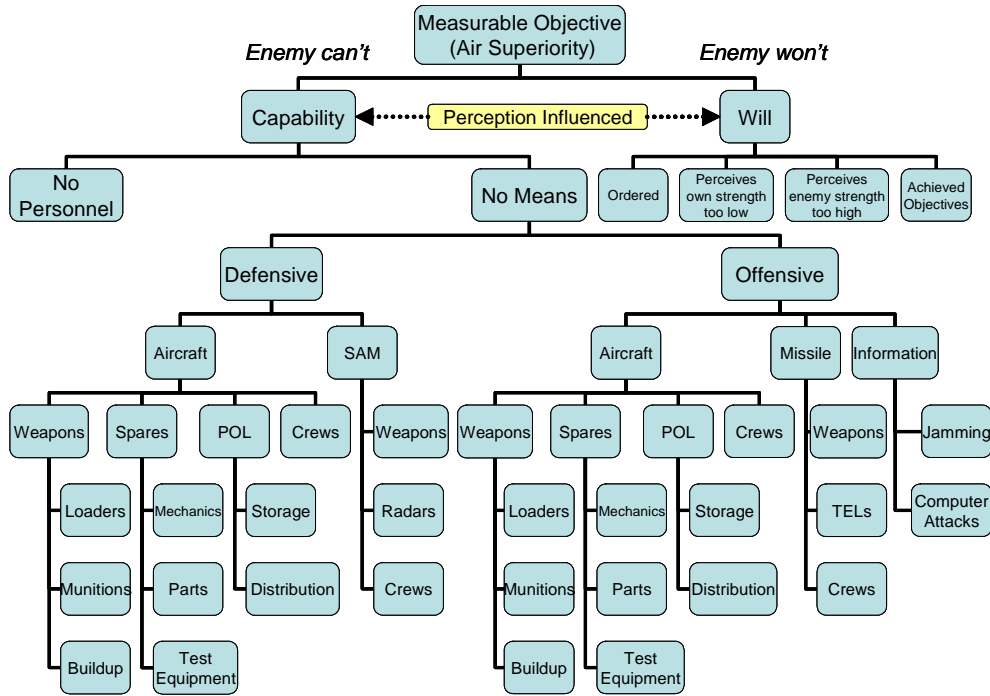 Measurable Objective
(Air Superiority)
Enemy can't
Enemy won't
Capability
Perception Influenced
Will
No
Personnel
No Means
Ordered
Perceives
own strength
too low
Perceives
enemy strength
too high
Achieved
Objectives
Defensive
Offensive
Aircraft
SAM
Aircraft
Missile
Information
Weapons
Spares
POL
Crews
Weapons
Weapons
Spares
POL
Crews
Weapons
Jamming
Loaders
Mechanics
Storage
Radars
Loaders
Mechanics
Storage
TELs
Computer
Attacks
Munitions
Parts
Distribution
Crews
Munitions
Parts
Distribution
Crews
Buildup
Test
Equipment
Buildup
Test
Equipment